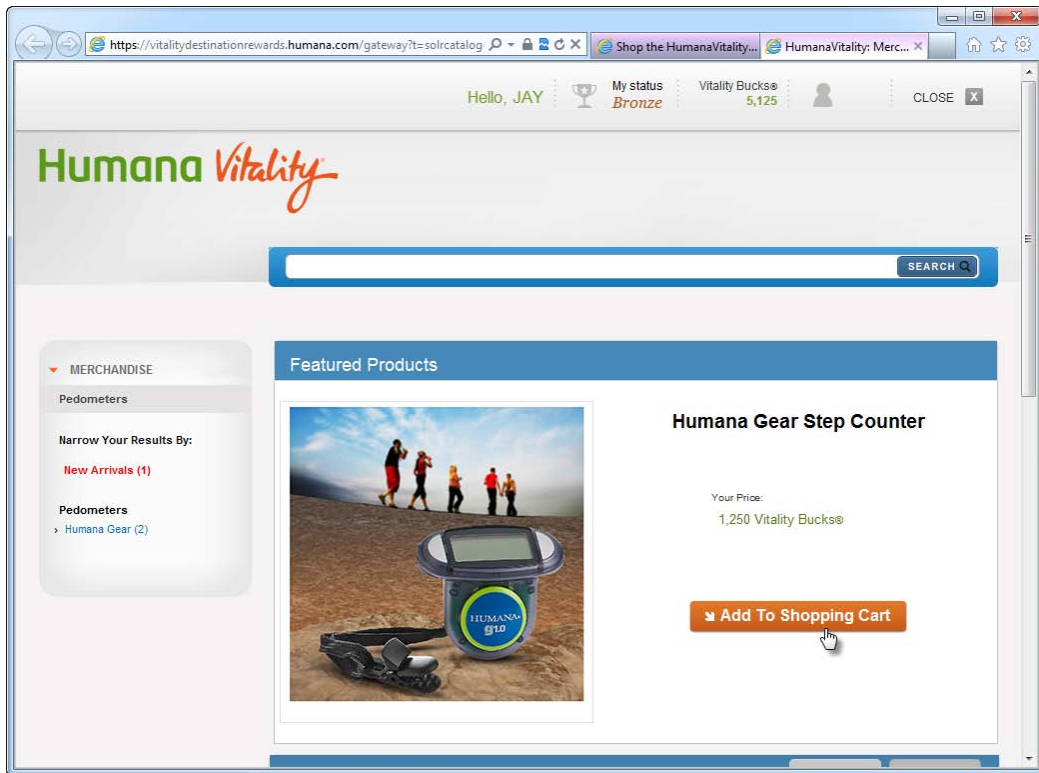 https://vitalitydestinationrewards.humana.com/gateway?t=solrcatalog
Shop the HumanaVitality...
HumanaVitality: Merc...
Hello, JAY
My status
Bronze
Vitality Bucks®
5,125
CLOSE X
Humana Vitality
SEARCH
MERCHANDISE
Pedometers
Narrow Your Results By:
New Arrivals (1)
Pedometers
Humana Gear (2)
Featured Products
Humana Gear Step Counter
Your Price:
1,250 Vitality Bucks®
Add To Shopping Cart
HUMANA
g1.0